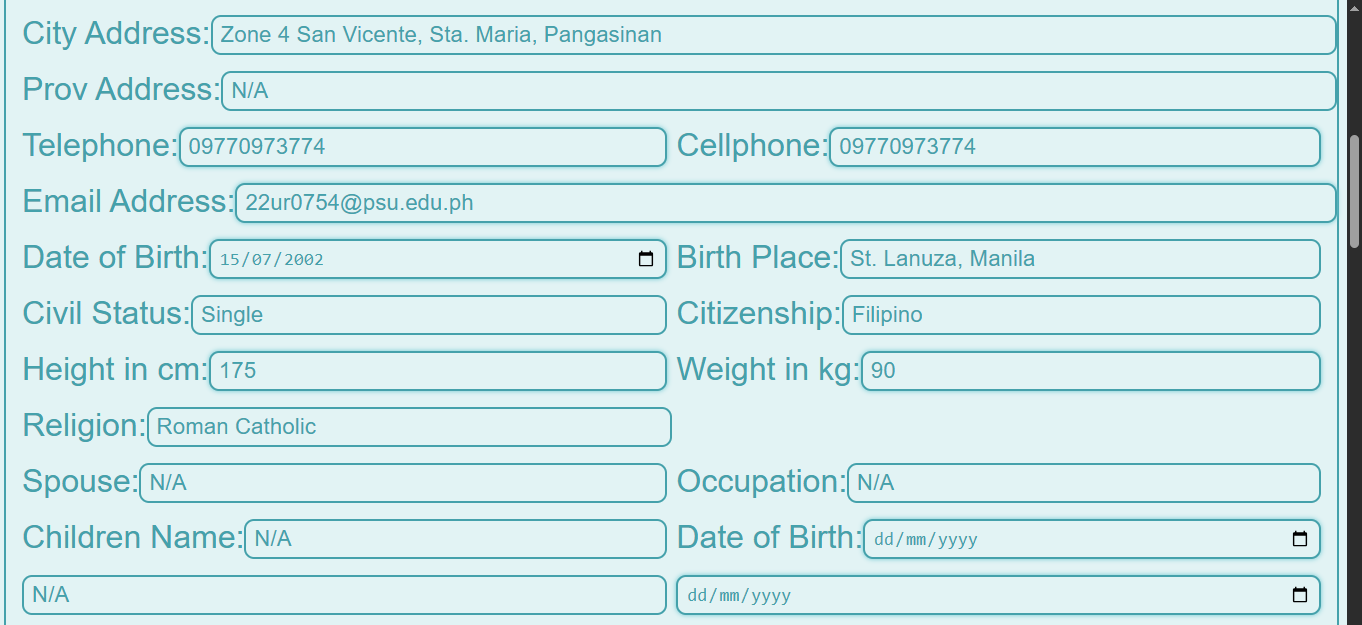 City Address: Zone 4 San Vicente, Sta. Maria, Pangasinan
Prov Address: N/A
Telephone: 09770973774 Cellphone: 09770973774
Email Address: 22ur0754@psu.edu.ph
Date of Birth: 15/07/2002 Birth Place: St. Lanuza, Manila
Civil Status: Single Citizenship: Filipino
Height in cm: 175 Weight in kg: 90
Religion: Roman Catholic
Spouse: N/A Occupation: N/A
Children Name: N/A Date of Birth: dd/mm/yyyy
N/A dd/mm/yyyy